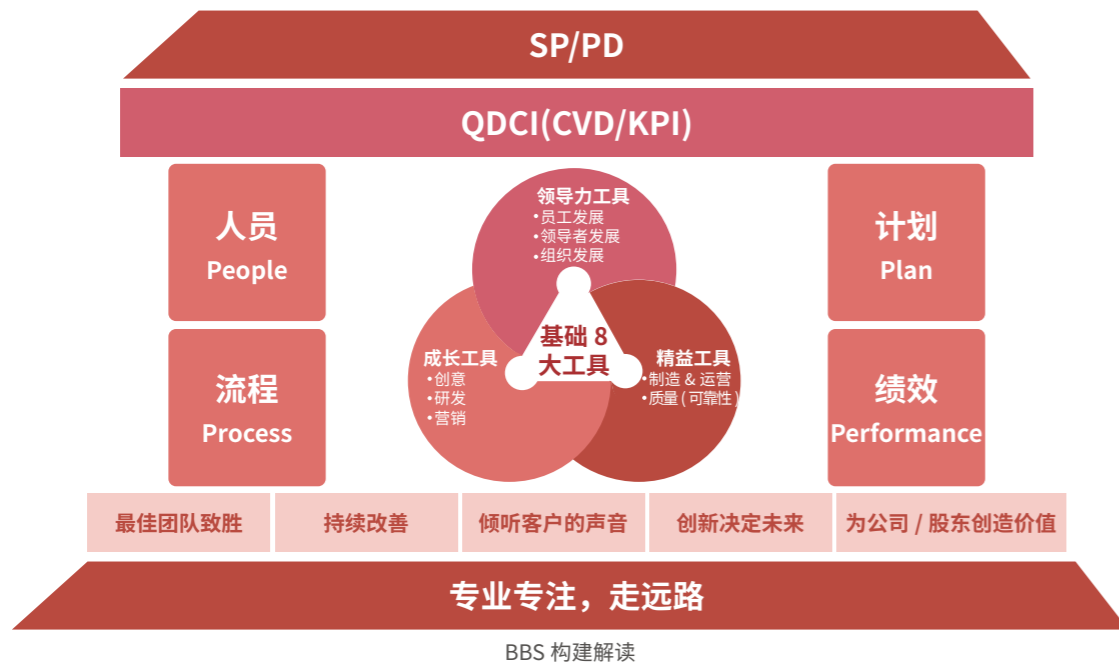 SP/PD
QDCI(CVD/KPI)
人员
People
流程
Process
领导力工具
•员工发展
•领导者发展
•组织发展
基础 8
大工具
成长工具
•创意
•研发
•营销
精益工具
•制造 & 运营
•质量 ( 可靠性 )
计划
Plan
绩效
Performance
最佳团队致胜
持续改善
倾听客户的声音
创新决定未来
为公司 / 股东创造价值
专业专注，走远路
BBS 构建解读